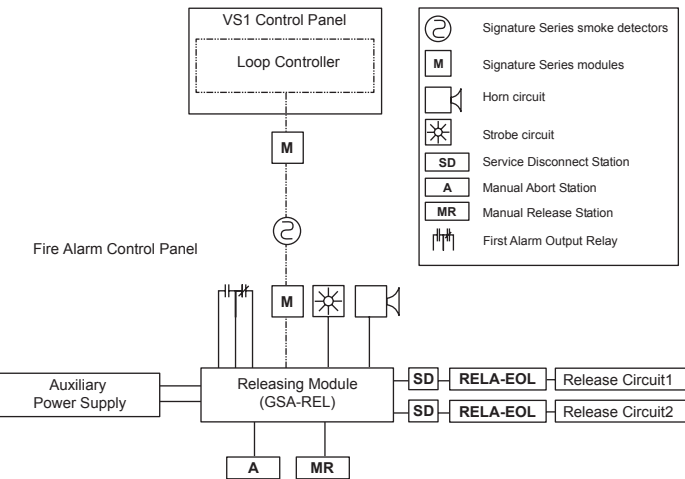 VS1 Control Panel
Loop Controller
M
Fire Alarm Control Panel
M
Auxiliary
Power Supply
Releasing Module
(GSA-REL)
SD
RELA-EOL
Release Circuit1
SD
RELA-EOL
Release Circuit2
A
MR
Signature Series smoke detectors
M
Signature Series modules
Horn circuit
Strobe circuit
SD
Service Disconnect Station
A
Manual Abort Station
MR
Manual Release Station
First Alarm Output Relay